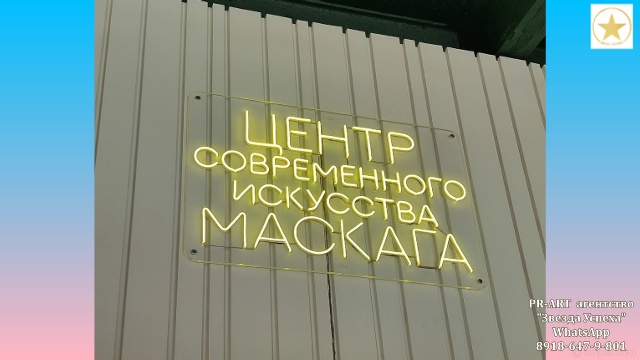 ЦЕНТР
СОВРЕМЕННОГО
ИСКУССТВА
МАСКАГА
PR-ART агентство
"Звезда Успеха"
WhatsApp
8918-647-9-801